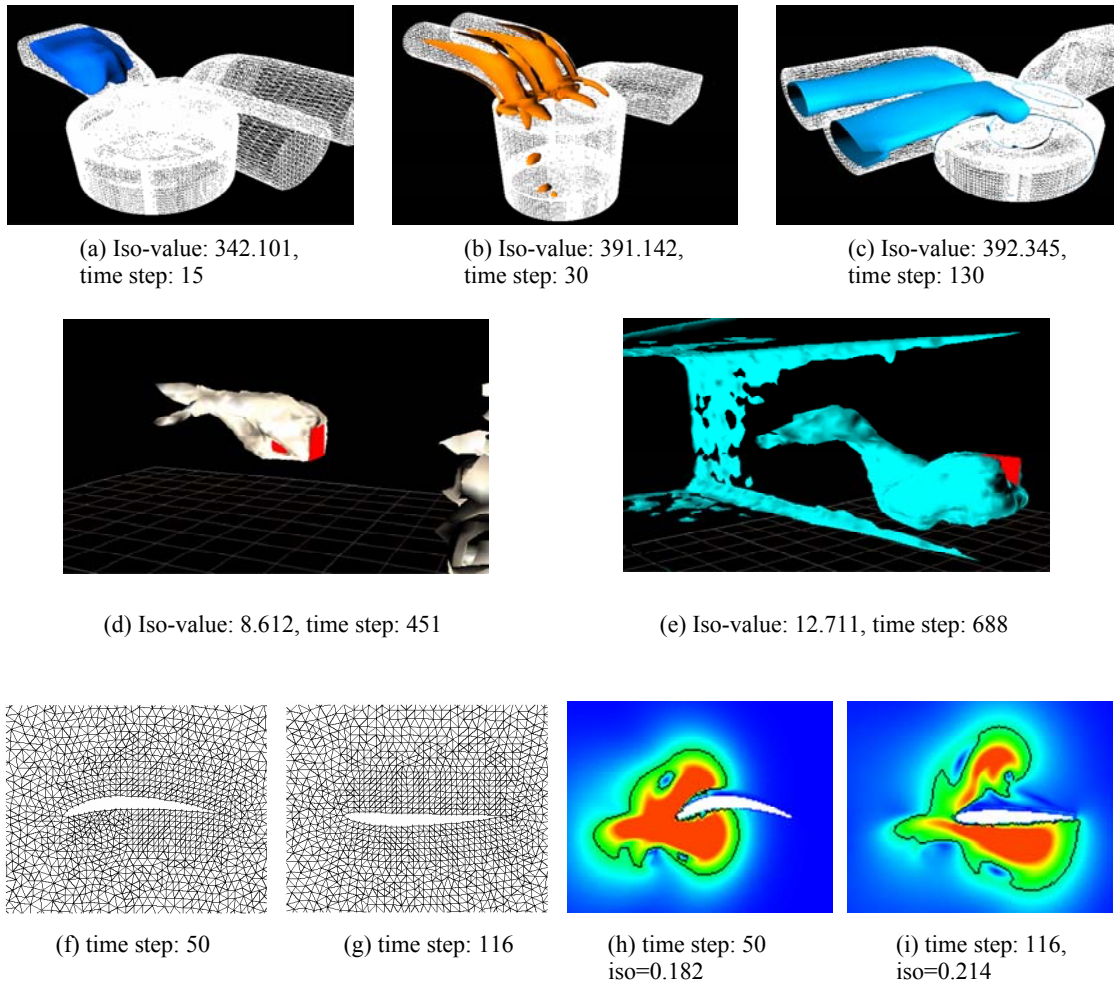 (a) Iso-value: 342.101,
time step: 15
(b) Iso-value: 391.142,
time step: 30
(c) Iso-value: 392.345,
time step: 130
(d) Iso-value: 8.612, time step: 451
(e) Iso-value: 12.711, time step: 688
(f) time step: 50
(g) time step: 116
(h) time step: 50
iso=0.182
(i) time step: 116,
iso=0.214